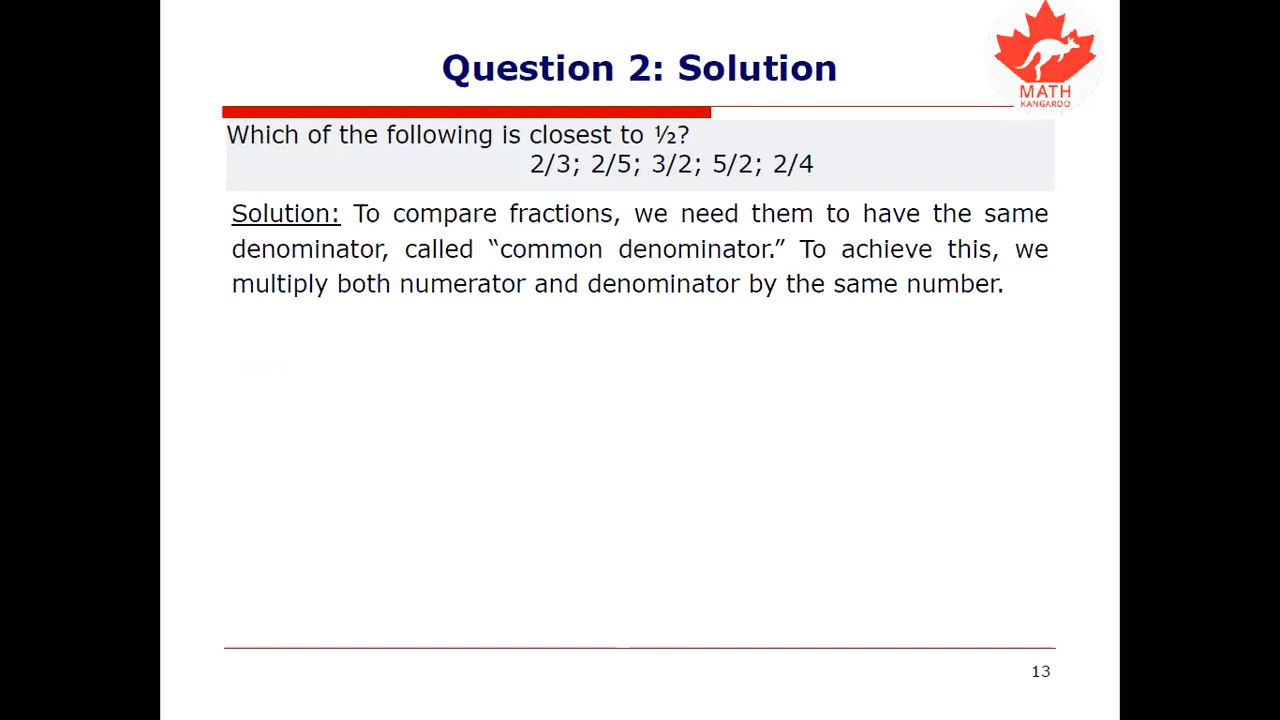 Question 2: Solution
MATH
KANGAROO
Which of the following is closest to ½?
2/3; 2/5; 3/2; 5/2; 2/4
Solution: To compare fractions, we need them to have the same
denominator, called “common denominator.” To achieve this, we
multiply both numerator and denominator by the same number.
13